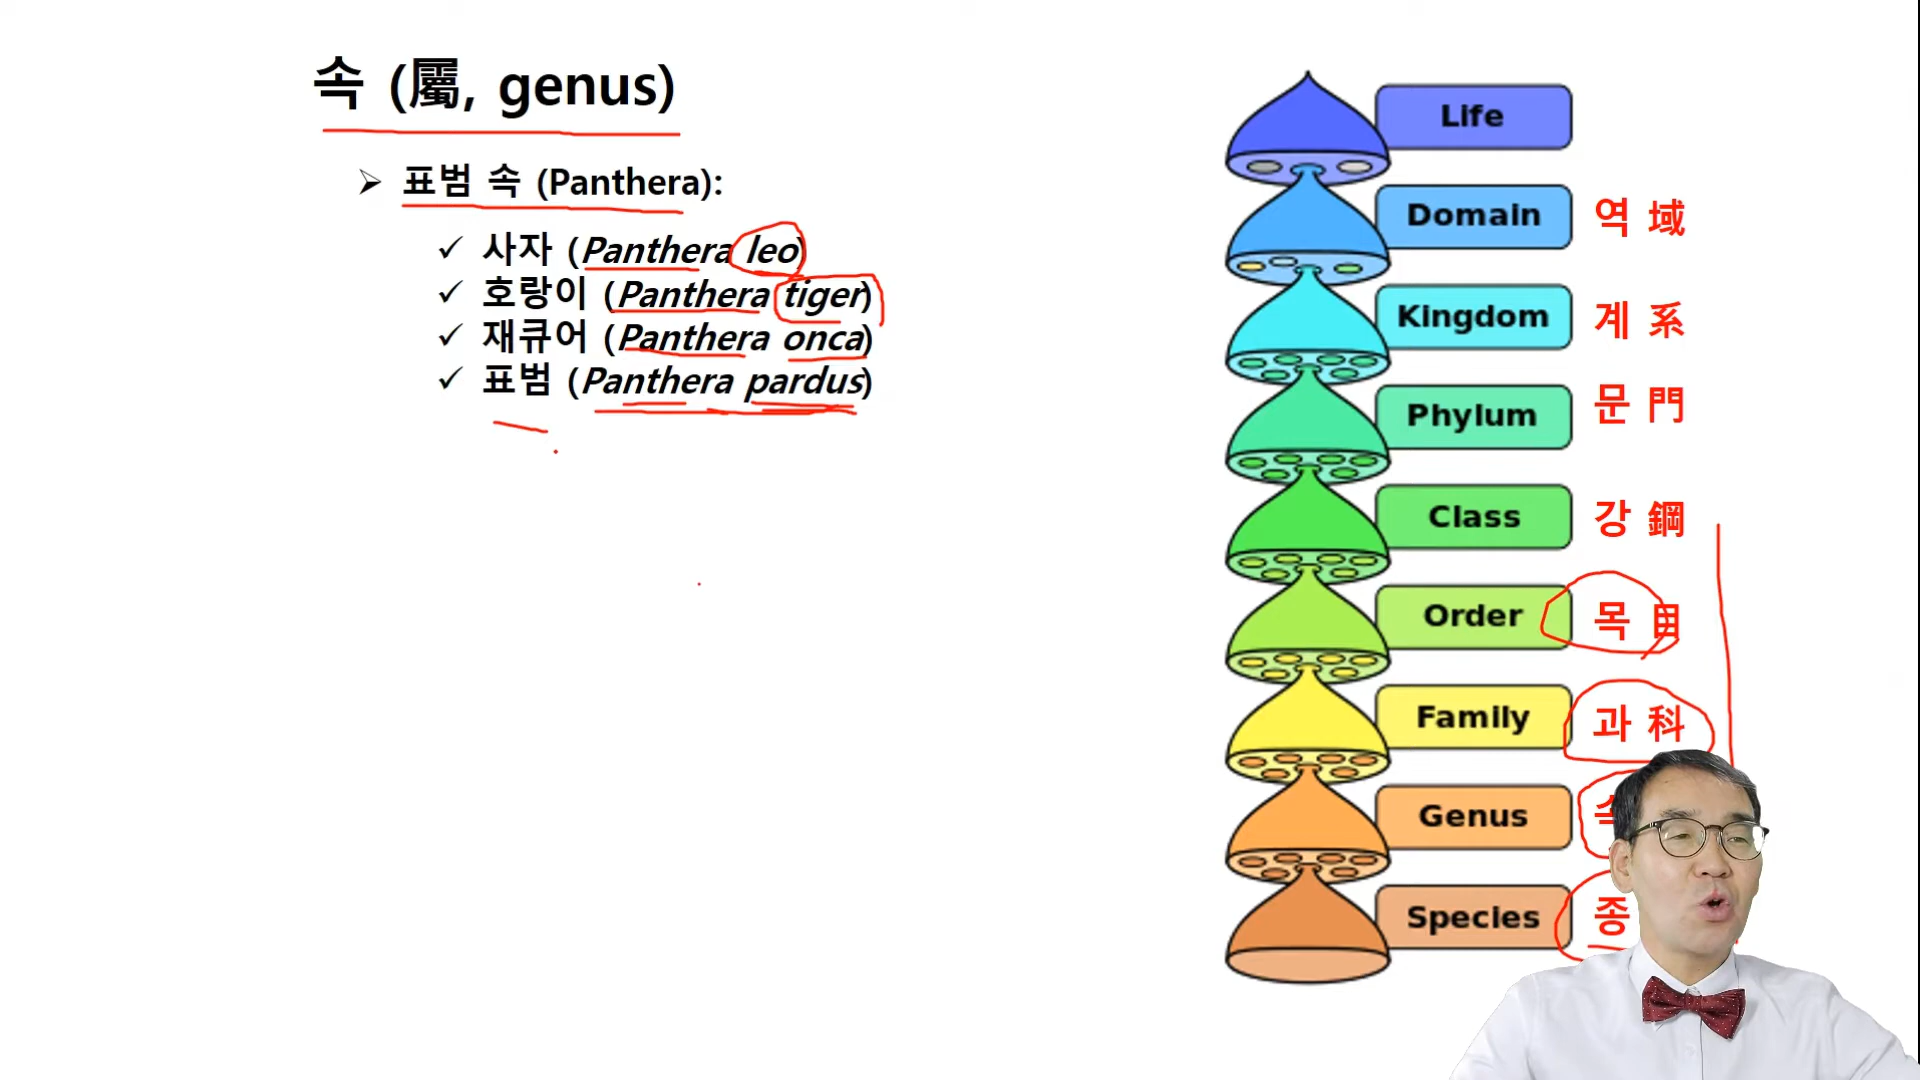 속 (屬, genus)
표범 속 (Panthera):
사자 (Panthera leo)
호랑이 (Panthera tiger)
재큐어 (Panthera onca)
표범 (Panthera pardus)
Life
Domain 역 域
Kingdom 계 系
Phylum 문 門
Class 강 鋼
Order 목 目
Family 과 科
Genus 속
Species 종